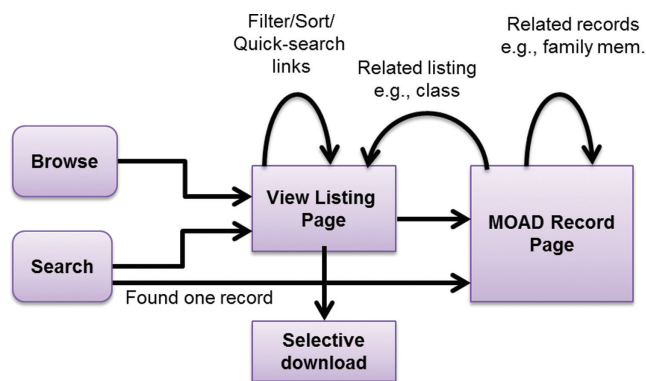 Filter/Sort/
Quick-search
links
Related records
e.g., family mem.
Related listing
e.g., class
Browse
View Listing
Page
MOAD Record
Page
Search
Found one record
Selective
download